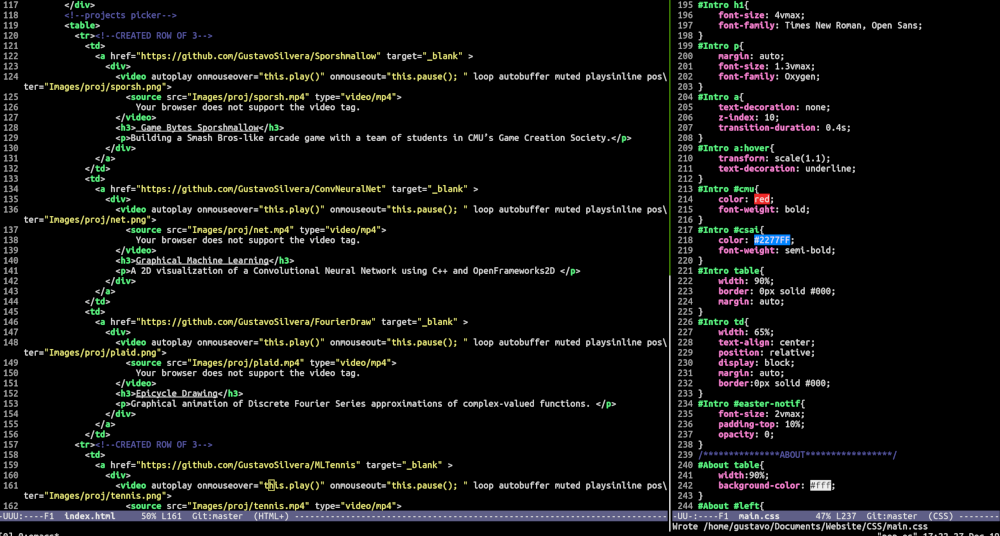 117         </div>
118         <!--projects picker-->
119         <table>
120           <tr><!--CREATED ROW OF 3-->
121             <td>
122               <a href="https://github.com/GustavoSilvera/Sporshmallow" target="_blank" >
123                 <div>
124                   <video autoplay onmouseover="this.play()" onmouseout="this.pause(); " loop autobuffer muted playsinline pos\
ter="Images/proj/sporsh.png">
125                     <source src="Images/proj/sporsh.mp4" type="video/mp4">
126                       Your browser does not support the video tag.
127                   </video>
128                   <h3> Game Bytes Sporshmallow</h3>
129                   <p>Building a Smash Bros-like arcade game with a team of students in CMU’s Game Creation Society.</p>
130                 </div>
131               </a>
132             </td>
133             <td>
134               <a href="https://github.com/GustavoSilvera/ConvNeuralNet" target="_blank" >
135                 <div>
136                   <video autoplay onmouseover="this.play()" onmouseout="this.pause(); " loop autobuffer muted playsinline pos\
ter="Images/proj/net.png">
137                     <source src="Images/proj/net.mp4" type="video/mp4">
138                       Your browser does not support the video tag.
139                   </video>
140                   <h3>Graphical Machine Learning</h3>
141                   <p>A 2D visualization of a Convolutional Neural Network using C++ and OpenFrameworks2D </p>
142                 </div>
143               </a>
144             </td>
145             <td>
146               <a href="https://github.com/GustavoSilvera/FourierDraw" target="_blank" >
147                 <div>
148                   <video autoplay onmouseover="this.play()" onmouseout="this.pause(); " loop autobuffer muted playsinline pos\
ter="Images/proj/plaid.png">
149                     <source src="Images/proj/plaid.mp4" type="video/mp4">
150                       Your browser does not support the video tag.
151                   </video>
152                   <h3>Epicycle Drawing</h3>
153                   <p>Graphical animation of Discrete Fourier Series approximations of complex-valued functions. </p>
154                 </div>
155               </a>
156             </td>
157           <tr><!--CREATED ROW OF 3-->
158             <td>
159               <a href="https://github.com/GustavoSilvera/MLTennis" target="_blank" >
160                 <div>
161                   <video autoplay onmouseover="this.play()" onmouseout="this.pause(); " loop autobuffer muted playsinline pos\
ter="Images/proj/tennis.png">
162                     <source src="Images/proj/tennis.mp4" type="video/mp4">
-UUU:----F1  index.html     50% L161  Git:master  (HTML+)
195 #Intro h1{
196     font-size: 4vmax;
197     font-family: Times New Roman, Open Sans;
198 }
199 #Intro p{
200     margin: auto;
201     font-size: 1.3vmax;
202     font-family: Oxygen;
203 }
204 #Intro a{
205     text-decoration: none;
206     z-index: 10;
207     transition-duration: 0.4s;
208 }
209 #Intro a:hover{
210     transform: scale(1.1);
211     text-decoration: underline;
212 }
213 #Intro #cmu{
214     color: red;
215     font-weight: bold;
216 }
217 #Intro #csai{
218     color: #2277FF;
219     font-weight: semi-bold;
220 }
221 #Intro table{
222     width: 90%;
223     border: 0px solid #000;
224     margin: auto;
225 }
226 #Intro td{
227     width: 65%;
228     text-align: center;
229     position: relative;
230     display: block;
231     margin: auto;
232     border:0px solid #000;
233 }
234 #Intro #easter-notif{
235     font-size: 2vmax;
236     padding-top: 10%;
237     opacity: 0;
238 }
239 /***************ABOUT*****************/
240 #About table{
241     width:90%;
242     background-color: #fff;
243 }
244 #About #left{
-UU-:----F1  main.css       47% L237  Git:master  (CSS)
Wrote /home/gustavo/Documents/Website/CSS/main.css